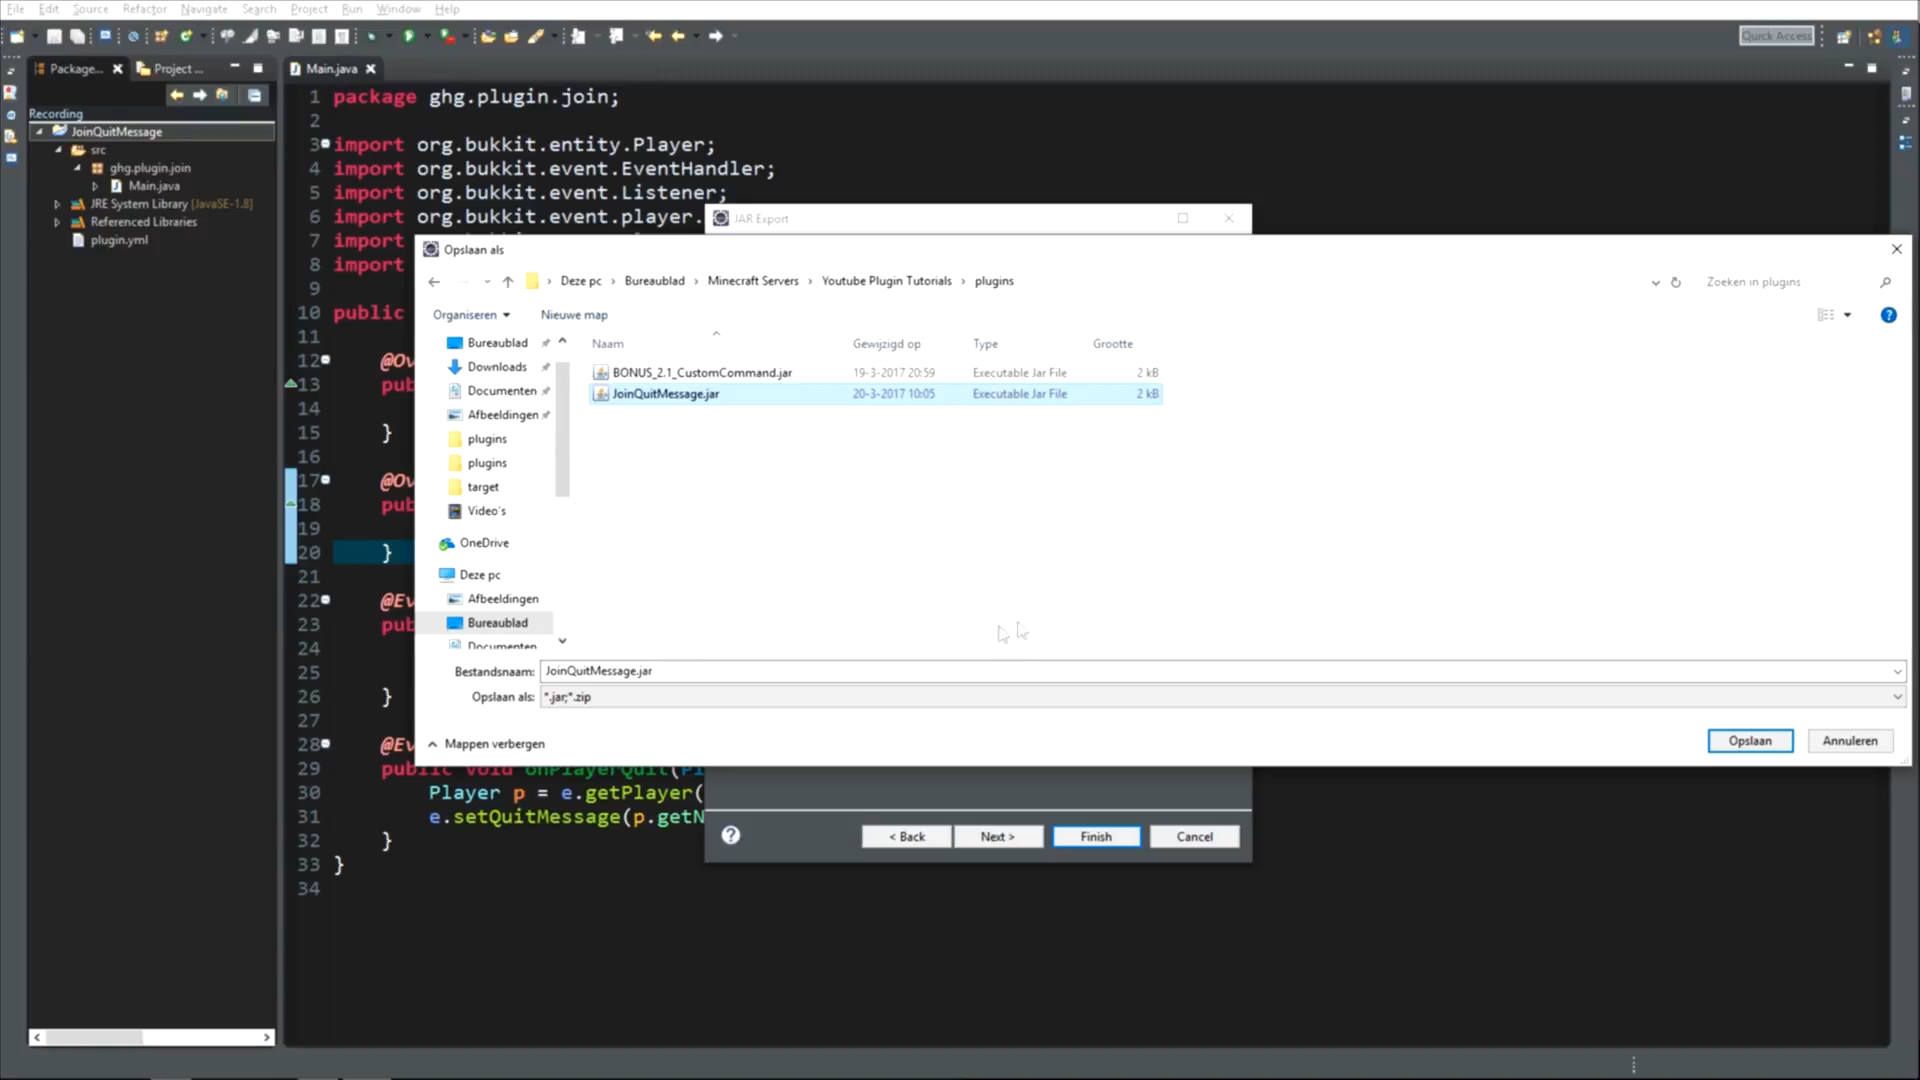 File Edit Source Refactor Navigate Search Project Run Window Help
Quick Access
Package... Project ...
Main.java
Recording
JoinQuitMessage
src
ghg.plugin.join
Main.java
JRE System Library [JavaSE-1.8]
Referenced Libraries
plugin.yml
1 package ghg.plugin.join;
2
3 import org.bukkit.entity.Player;
4 import org.bukkit.event.EventHandler;
5 import org.bukkit.event.Listener;
6 import org.bukkit.event.player.
7 import
8 import
9
10 public
11
12 @Ov
13 pub
14
15 }
16
17 @Ov
18 pub
19
20 }
21
22 @Ev
23 pub
24
25
26 }
27
28 @Ev
29 public void onPlayerQuit(Pl
30 Player p = e.getPlayer(
31 e.setQuitMessage(p.getN
32 }
33 }
34
JAR Export
Opslaan als
Deze pc › Bureaublad › Minecraft Servers › Youtube Plugin Tutorials › plugins
Zoeken in plugins
Organiseren Nieuwe map
Bureaublad
Downloads
Documenten
Afbeeldingen
plugins
plugins
target
Video's
OneDrive
Deze pc
Afbeeldingen
Bureaublad
Documenten
Naam Gewijzigd op Type Grootte
BONUS_2.1_CustomCommand.jar 19-3-2017 20:59 Executable Jar File 2 kB
JoinQuitMessage.jar 20-3-2017 10:05 Executable Jar File 2 kB
Bestandsnaam: JoinQuitMessage.jar
Opslaan als: *.jar;*.zip
Mappen verbergen
Opslaan Annuleren
< Back Next > Finish Cancel